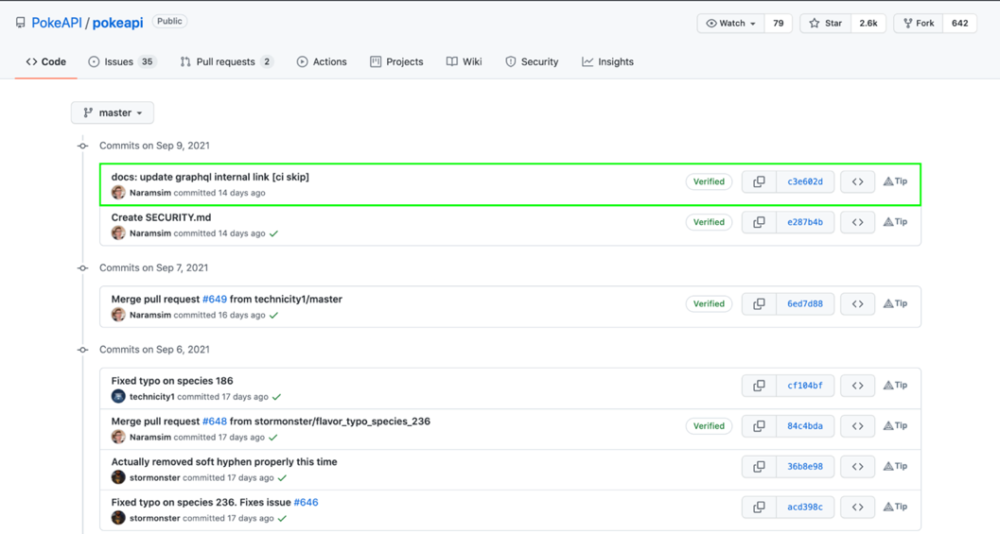 PokeAPI / pokeapi Public
Watch 79 Star 2.6k Fork 642
Code Issues 35 Pull requests 2 Actions Projects Wiki Security Insights
master
Commits on Sep 9, 2021
docs: update graphql internal link [ci skip]
Naramsim committed 14 days ago
Verified c3e602d Tip
Create SECURITY.md
Naramsim committed 14 days ago
Verified e287b4b Tip
Commits on Sep 7, 2021
Merge pull request #649 from technicity1/master
Naramsim committed 16 days ago
Verified 6ed7d88 Tip
Commits on Sep 6, 2021
Fixed typo on species 186
technicity1 committed 17 days ago
cf104bf Tip
Merge pull request #648 from stormonster/flavor_typo_species_236
Naramsim committed 17 days ago
Verified 84c4bda Tip
Actually removed soft hyphen properly this time
stormonster committed 17 days ago
36b8e98 Tip
Fixed typo on species 236. Fixes issue #646
stormonster committed 17 days ago
acd398c Tip